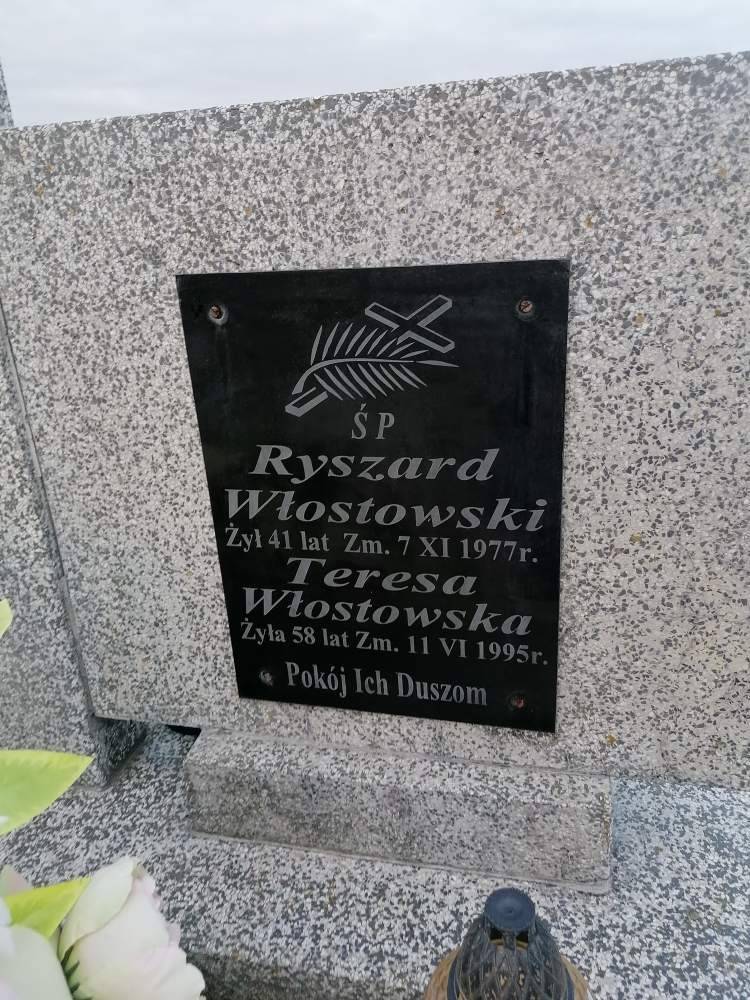 Ś P
Ryszard
Włostowski
Żył 41 lat Zm. 7 XI 1977r.
Teresa
Włostowska
Żyła 58 lat Zm. 11 VI 1995r.
Pokój Ich Duszom